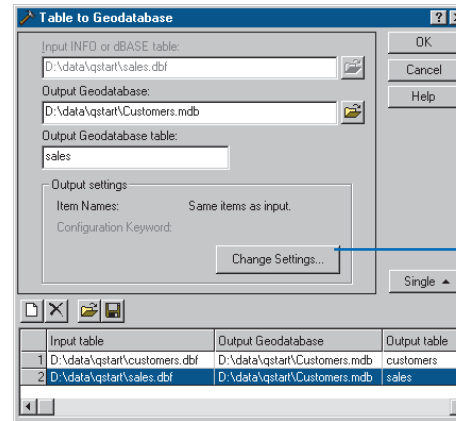 Table to Geodatabase
Input INFO or dBASE table:
D:\data\qstart\sales.dbf
Output Geodatabase:
D:\data\qstart\Customers.mdb
Output Geodatabase table:
sales
Output settings
Item Names: Same items as input.
Configuration Keyword:
Change Settings...
OK
Cancel
Help
Single
Input table Output Geodatabase Output table
1 D:\data\qstart\customers.dbf D:\data\qstart\Customers.mdb customers
2 D:\data\qstart\sales.dbf D:\data\qstart\Customers.mdb sales